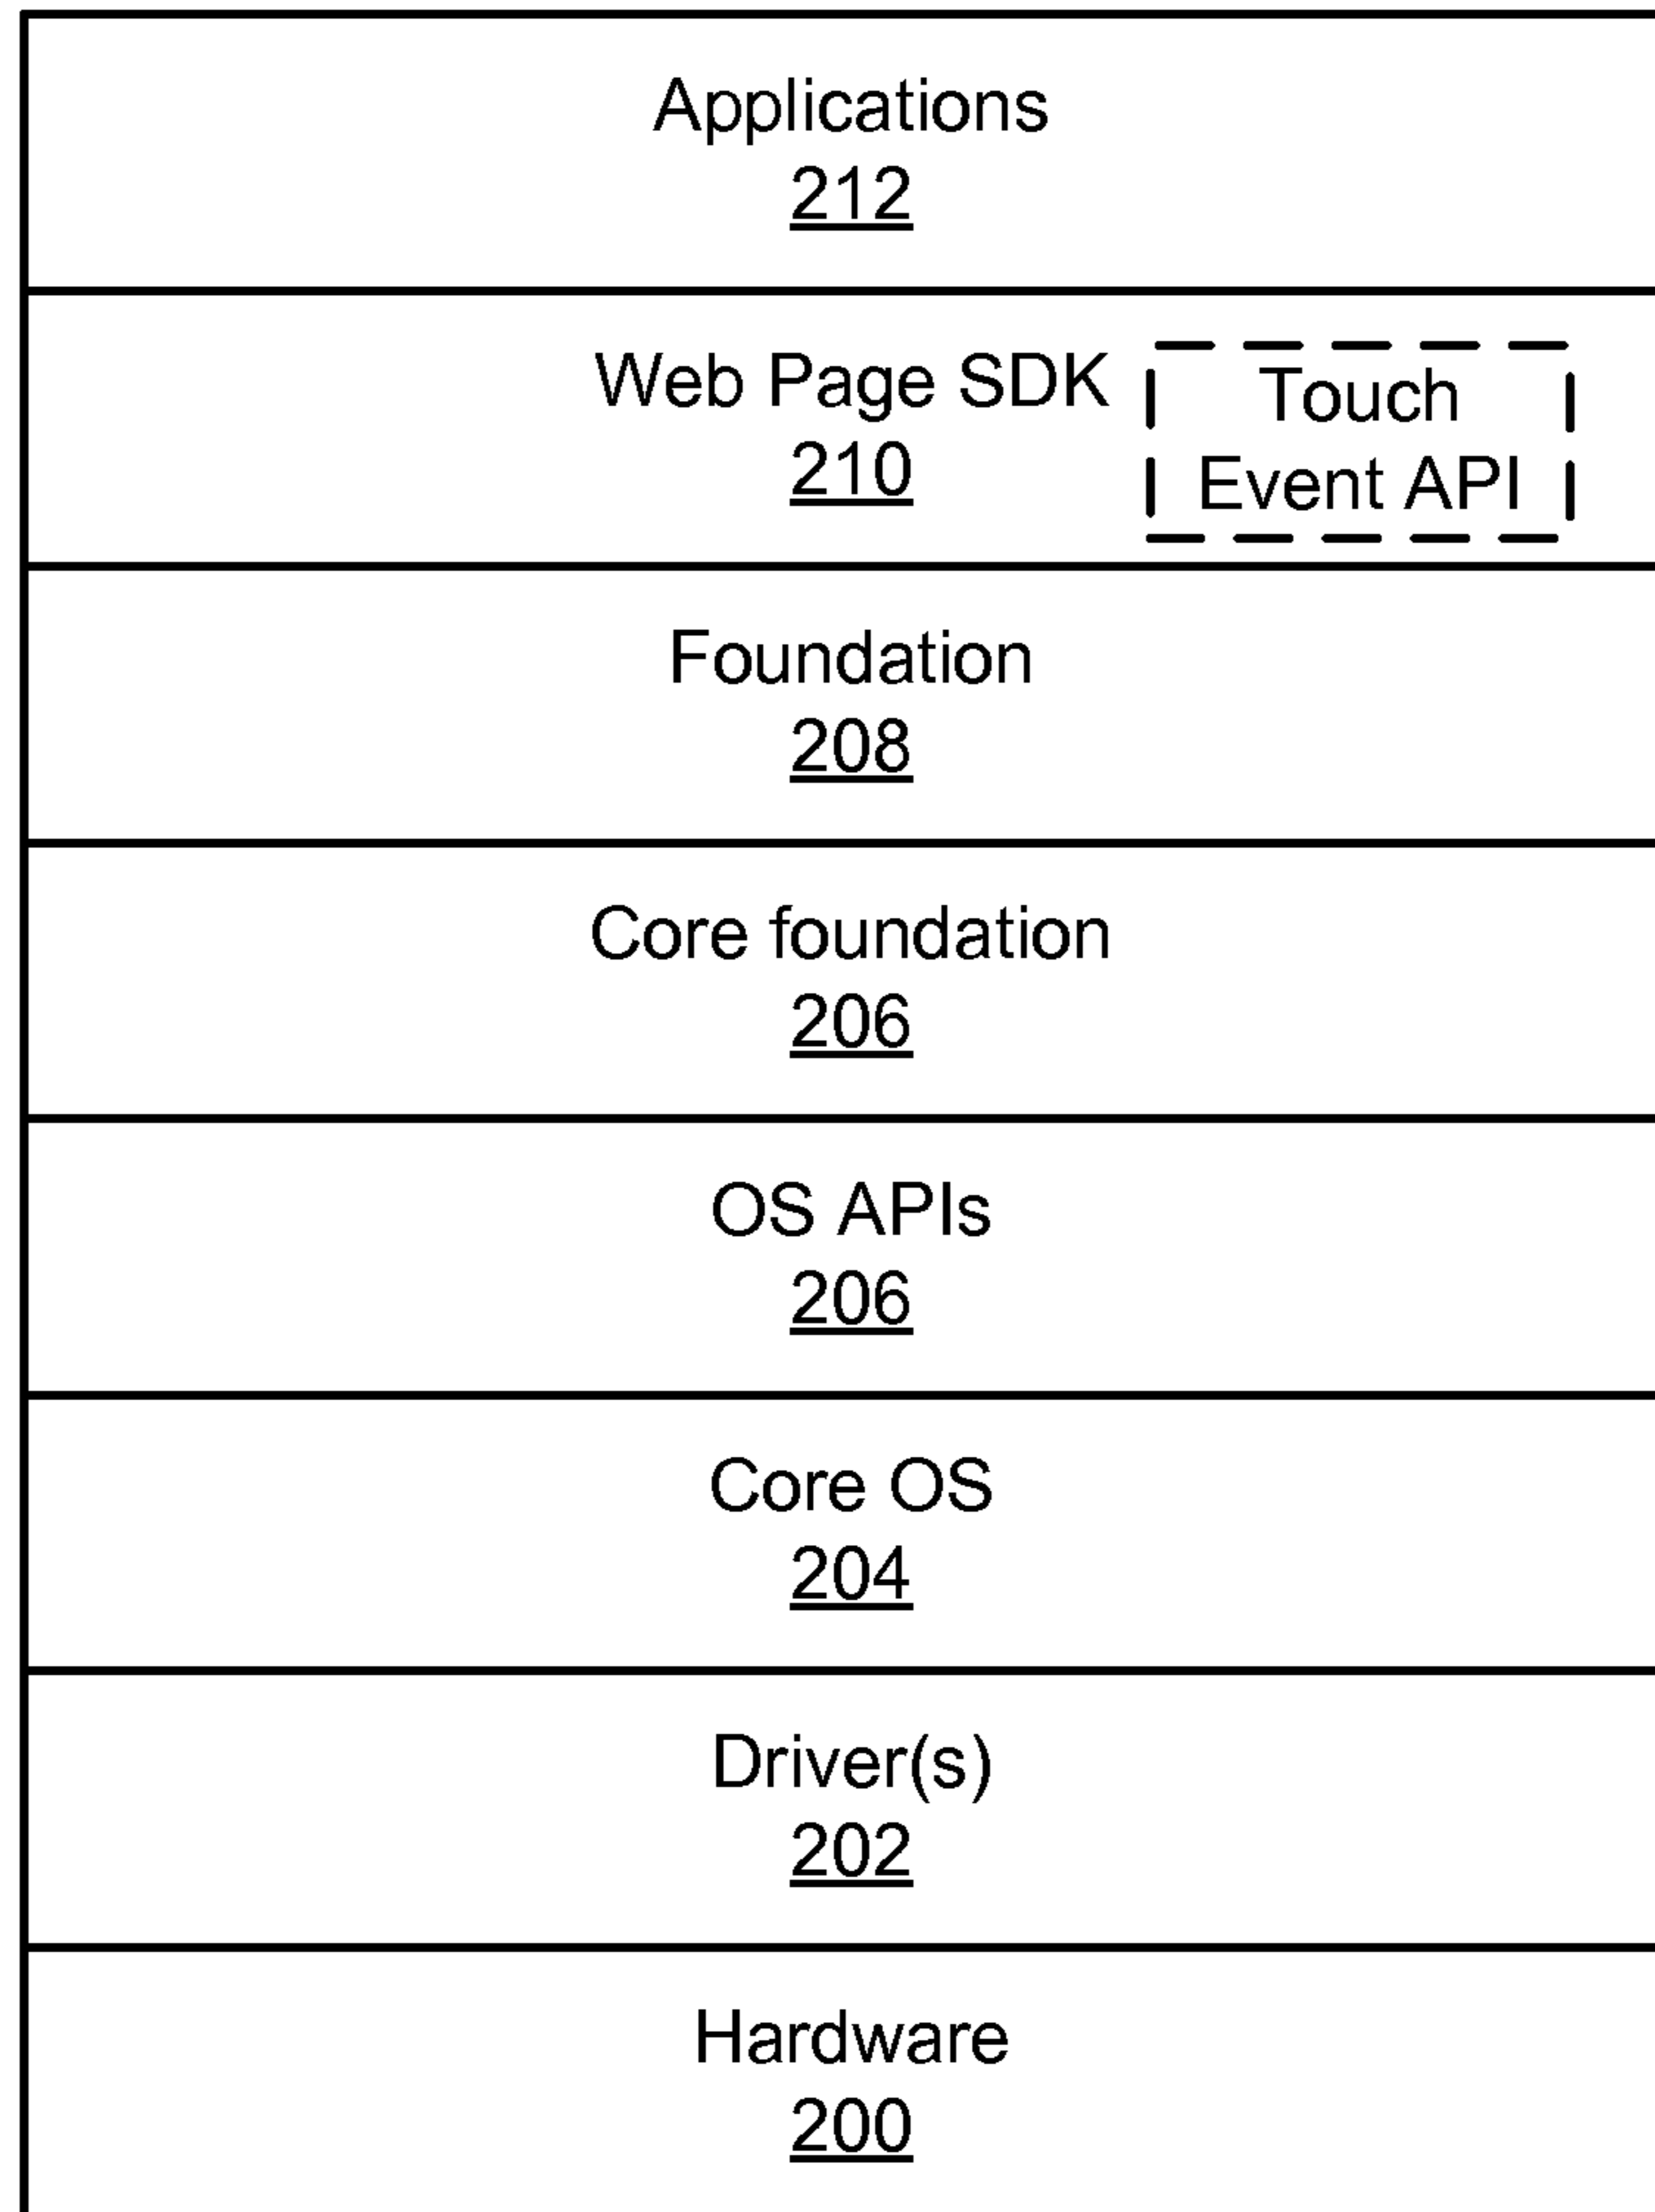 Applications
212
Web Page SDK
210
Touch
Event API
Foundation
208
Core foundation
206
OS APIs
206
Core OS
204
Driver(s)
202
Hardware
200